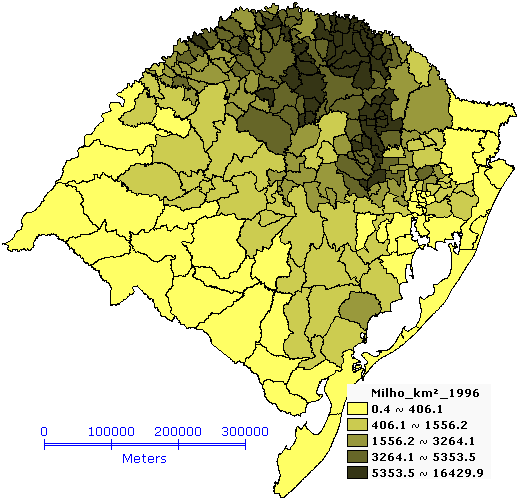 Milho_km²_1996
0.4 ~ 406.1
406.1 ~ 1556.2
1556.2 ~ 3264.1
3264.1 ~ 5353.5
5353.5 ~ 16429.9
0 100000 200000 300000
Meters